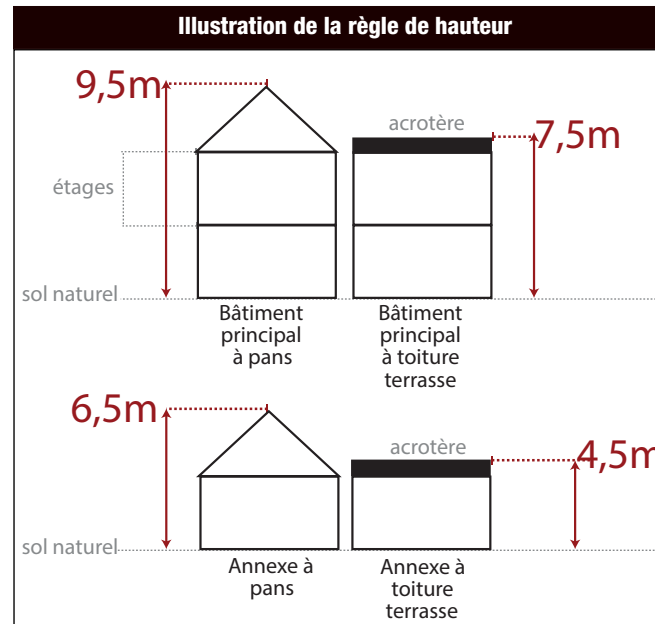 Illustration de la règle de hauteur
9,5m
acrotère
7,5m
étages
sol naturel
Bâtiment
principal
à pans
Bâtiment
principal
à toiture
terrasse
6,5m
acrotère
4,5m
sol naturel
Annexe à
pans
Annexe à
toiture
terrasse